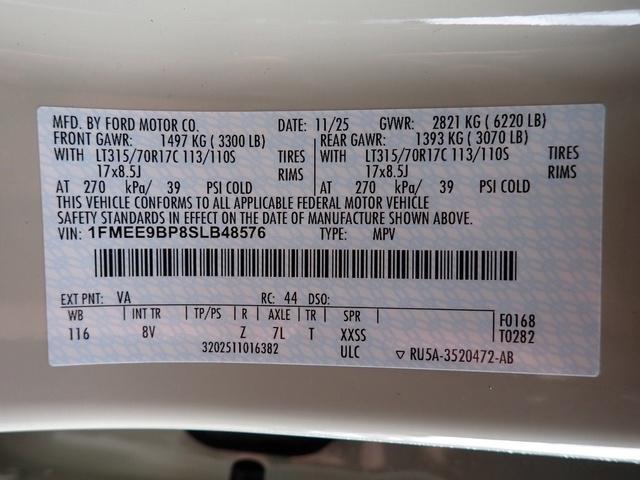 MFD. BY FORD MOTOR CO. DATE: 11/25 GVWR: 2821 KG ( 6220 LB)
FRONT GAWR: 1497 KG ( 3300 LB) REAR GAWR: 1393 KG ( 3070 LB)
WITH LT315/70R17C 113/110S TIRES WITH LT315/70R17C 113/110S TIRES
17x8.5J RIMS 17x8.5J RIMS
AT 270 kPa/ 39 PSI COLD AT 270 kPa/ 39 PSI COLD
THIS VEHICLE CONFORMS TO ALL APPLICABLE FEDERAL MOTOR VEHICLE
SAFETY STANDARDS IN EFFECT ON THE DATE OF MANUFACTURE SHOWN ABOVE.
VIN: 1FMEE9BP8SLB48576 TYPE: MPV
EXT PNT: VA RC: 44 DSO:
WB INT TR TP/PS R AXLE TR SPR F0168
116 8V Z 7L T XXSS T0282
3202511016382 ULC ▽ RU5A-3520472-AB